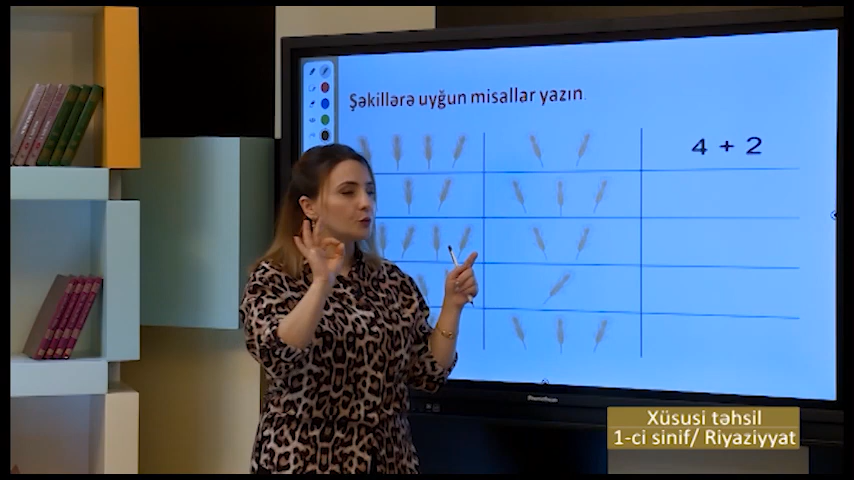 Şəkillərə uyğun misallar yazın.
4 + 2
Xüsusi təhsil
1-ci sinif/ Riyaziyyat